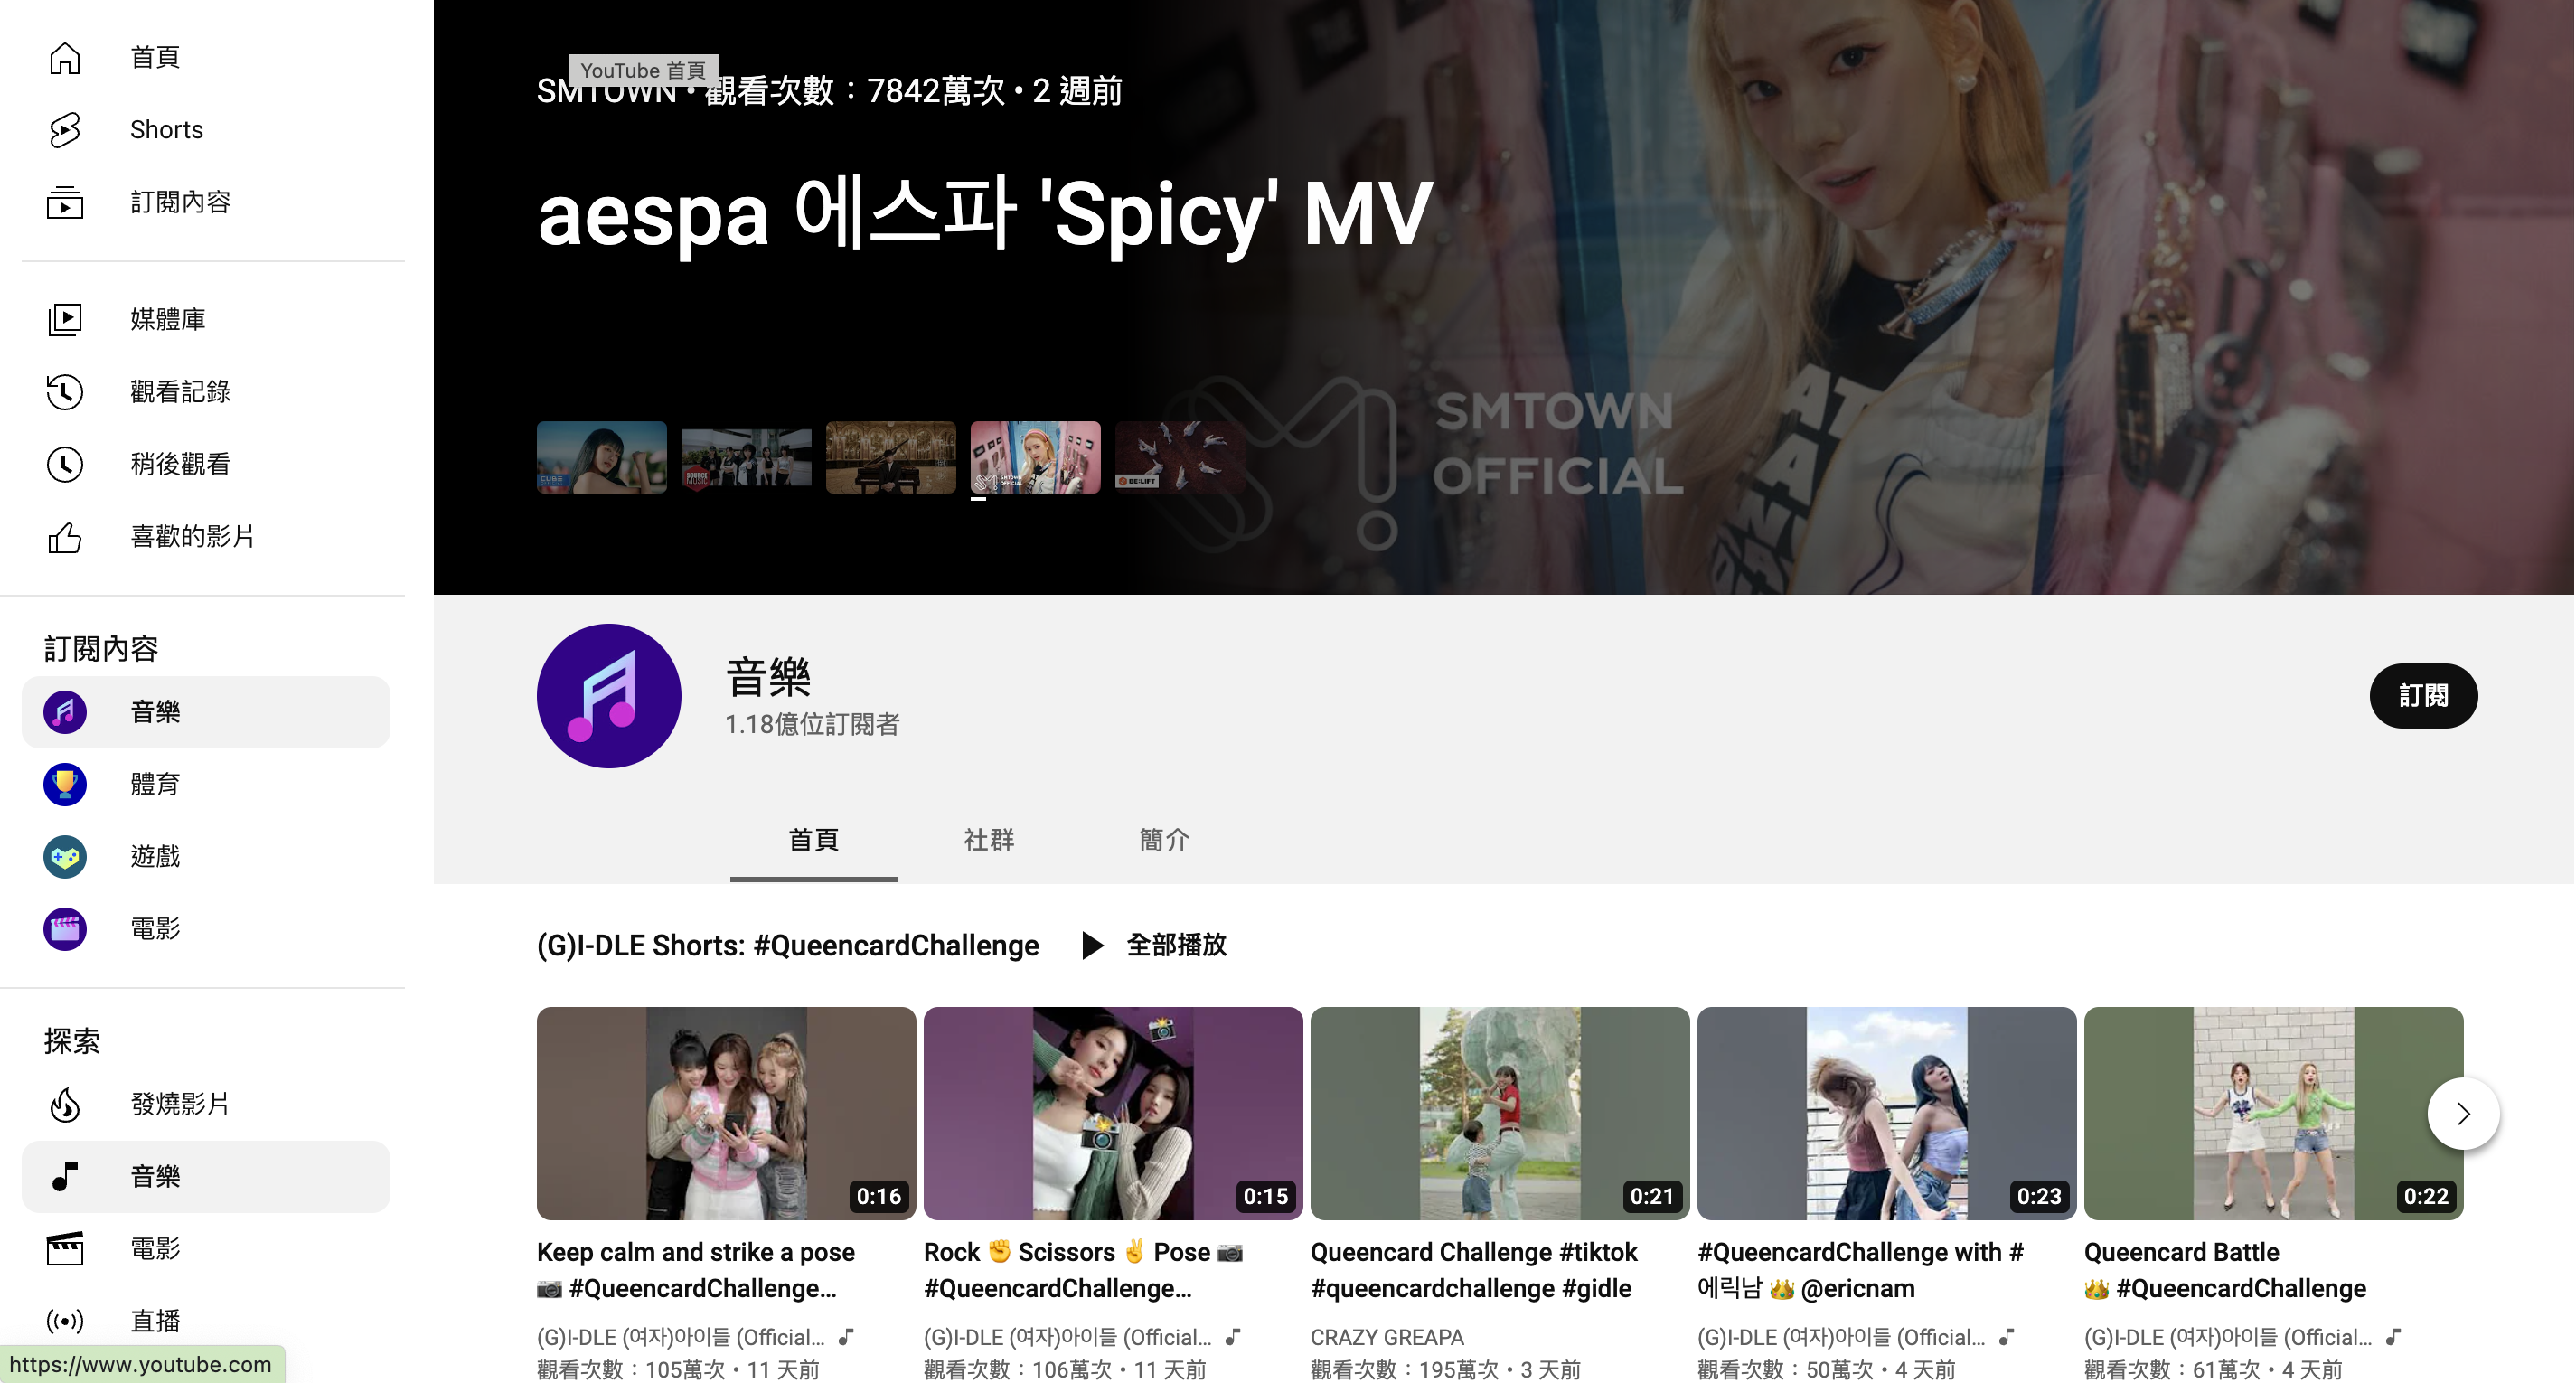 首頁
Shorts
訂閱內容
媒體庫
觀看記錄
稍後觀看
喜歡的影片
訂閱內容
音樂
體育
遊戲
電影
探索
發燒影片
音樂
電影
直播
https://www.youtube.com
YouTube 首頁
SMTOWN • 觀看次數：7842萬次 • 2 週前
aespa 에스파 'Spicy' MV
SMTOWN
OFFICIAL
CUBE
SOURCE
MUSIC
BE:LIFT
音樂
1.18億位訂閱者
訂閱
首頁
社群
簡介
(G)I-DLE Shorts: #QueencardChallenge
全部播放
0:16
Keep calm and strike a pose
📷 #QueencardChallenge...
(G)I-DLE (여자)아이들 (Official...
觀看次數：105萬次 • 11 天前
0:15
Rock ✊ Scissors ✌ Pose 📷
#QueencardChallenge...
(G)I-DLE (여자)아이들 (Official...
觀看次數：106萬次 • 11 天前
0:21
Queencard Challenge #tiktok
#queencardchallenge #gidle
CRAZY GREAPA
觀看次數：195萬次 • 3 天前
0:23
#QueencardChallenge with #
에릭남 👑 @ericnam
(G)I-DLE (여자)아이들 (Official...
觀看次數：50萬次 • 4 天前
0:22
Queencard Battle
👑 #QueencardChallenge
(G)I-DLE (여자)아이들 (Official...
觀看次數：61萬次 • 4 天前